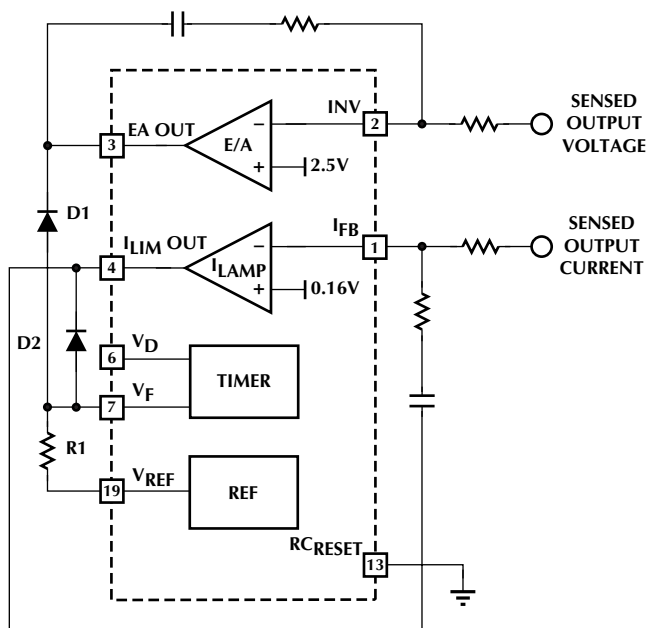 EA OUT
INV
3
E/A
−
+
2.5V
2
SENSED
OUTPUT
VOLTAGE
D1
I_LIM OUT
I_FB
4
I_LAMP
−
+
0.16V
1
SENSED
OUTPUT
CURRENT
D2
V_D
6
TIMER
V_F
7
R1
V_REF
19
REF
RC_RESET
13